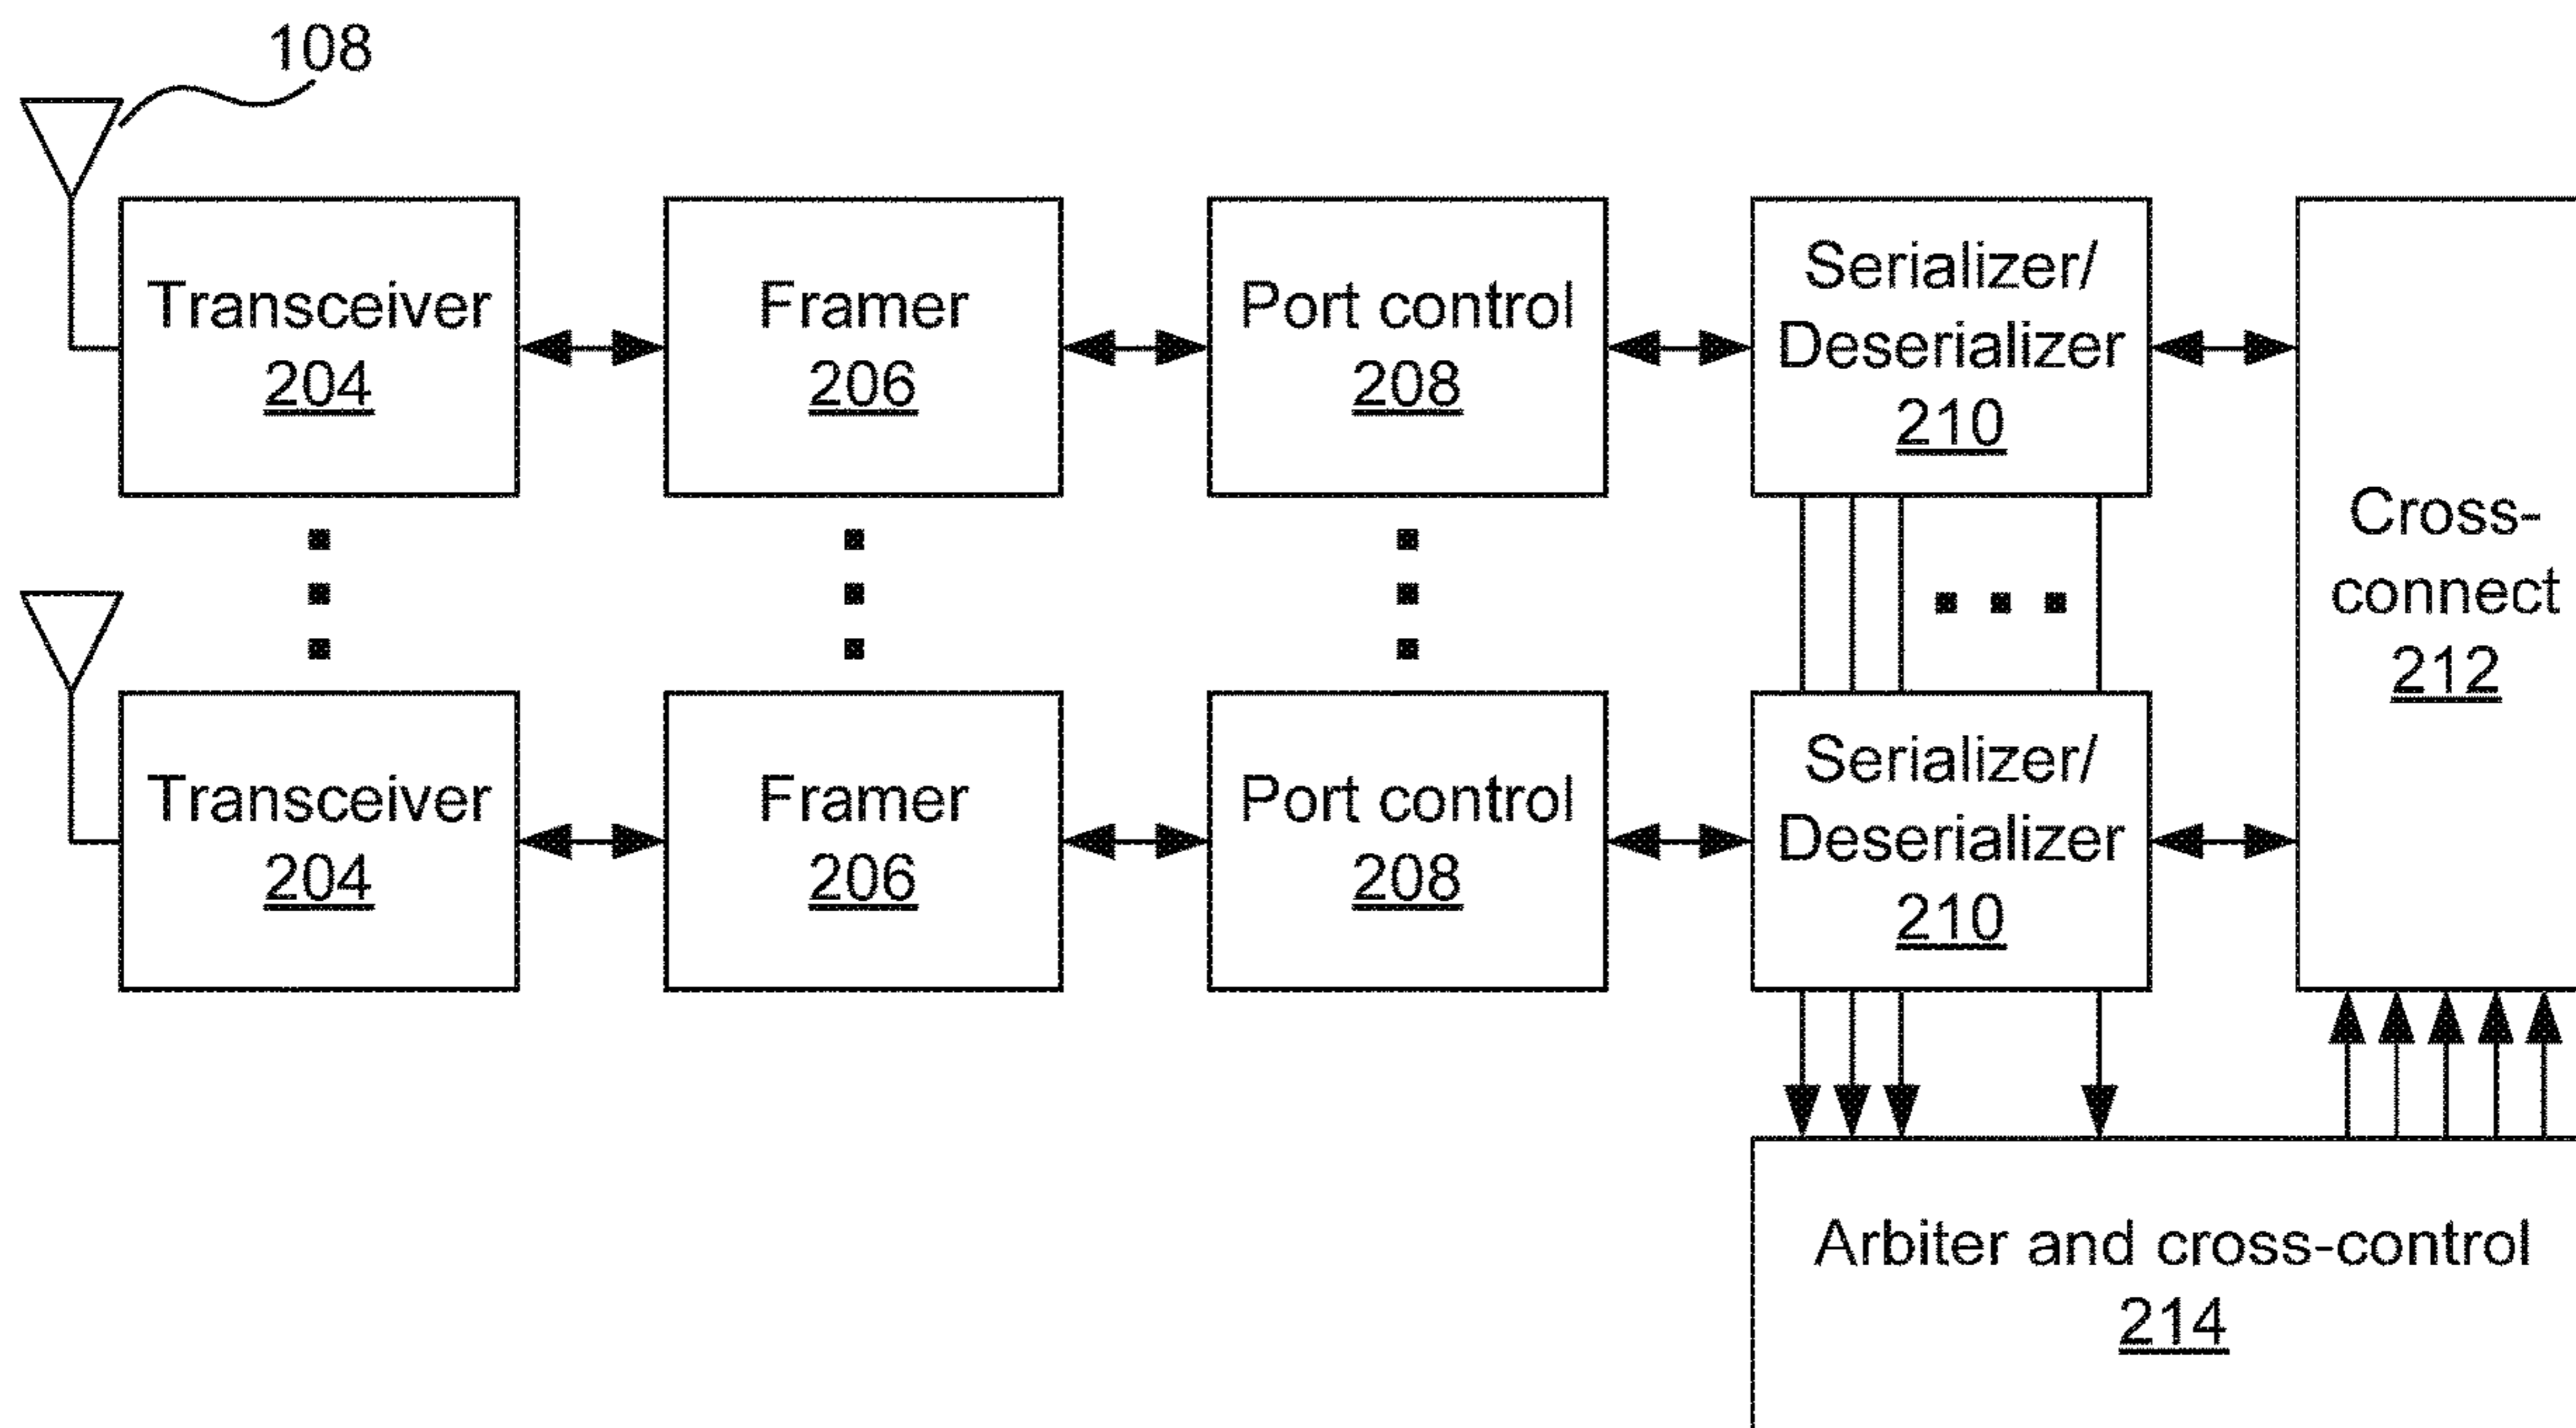 108
Transceiver
204
Framer
206
Port control
208
Serializer/
Deserializer
210
Cross-
connect
212
Transceiver
204
Framer
206
Port control
208
Serializer/
Deserializer
210
Arbiter and cross-control
214